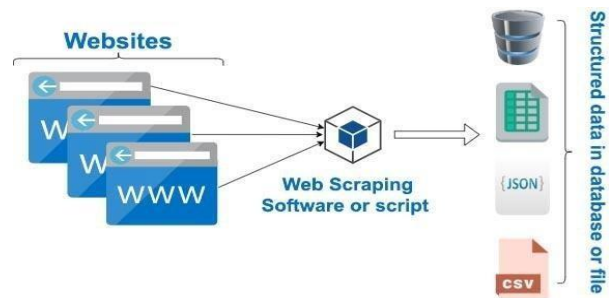 Websites
W
W
WWW
Web Scraping
Software or script
{JSON}
CSV
Structured data in database or file